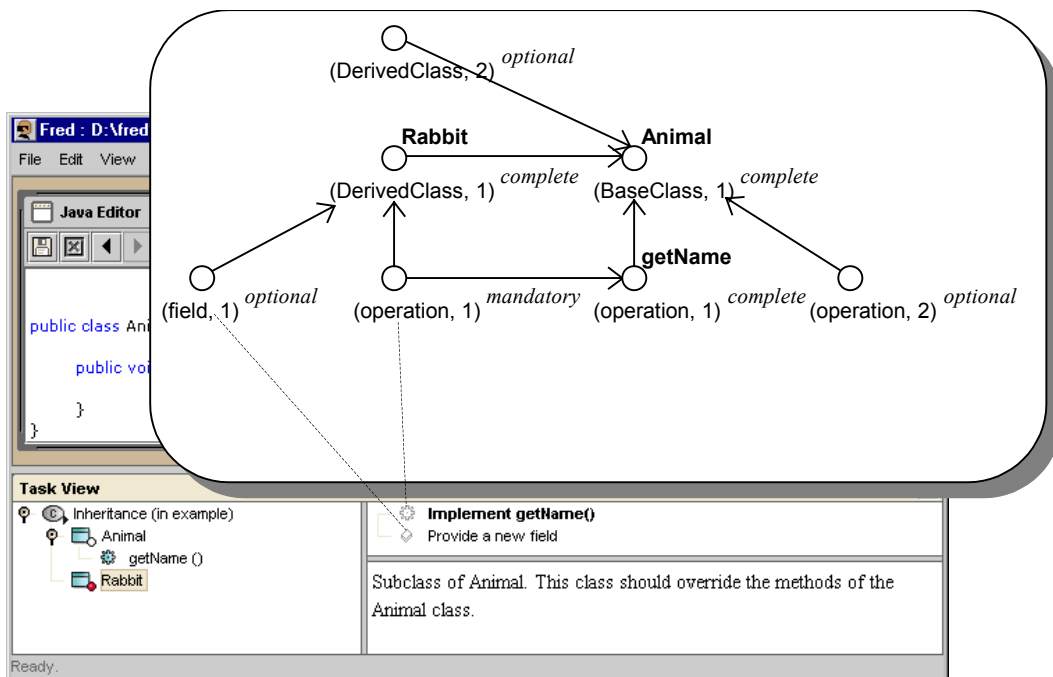 (DerivedClass, 2) optional
Rabbit Animal
(DerivedClass, 1) complete (BaseClass, 1) complete
getName
(field, 1) optional (operation, 1) mandatory (operation, 1) complete (operation, 2) optional
Fred : D:\fred
File Edit View
Java Editor
public class Ani
public voi
}
}
Task View
Inheritance (in example)
Animal
getName ()
Rabbit
Implement getName()
Provide a new field
Subclass of Animal. This class should override the methods of the
Animal class.
Ready.